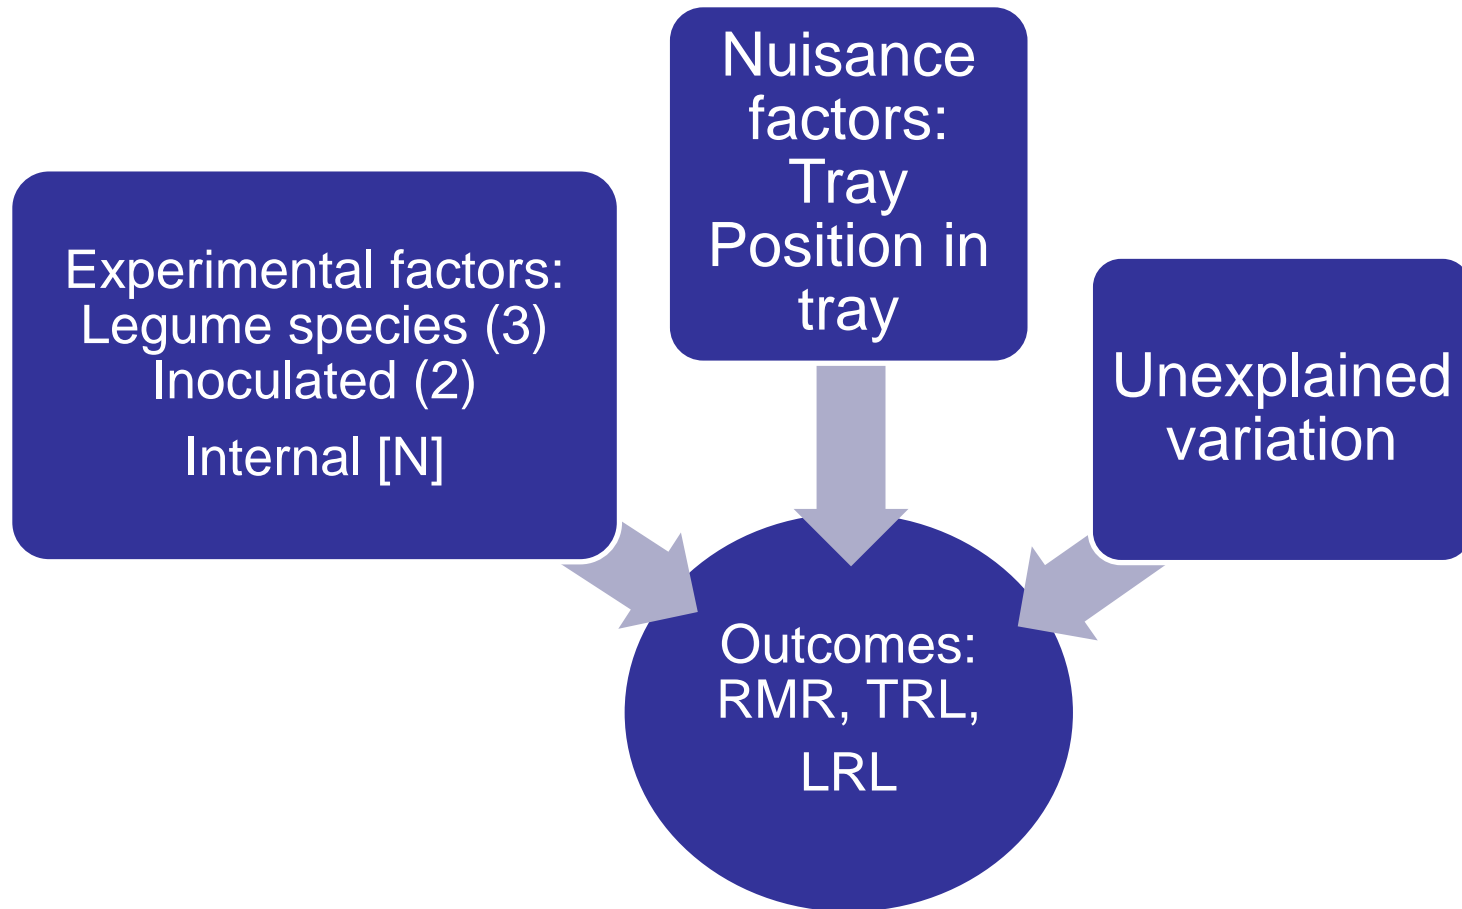 Nuisance
factors:
Tray
Position in
tray
Experimental factors:
Legume species (3)
Inoculated (2)
Internal [N]
Unexplained
variation
Outcomes:
RMR, TRL,
LRL